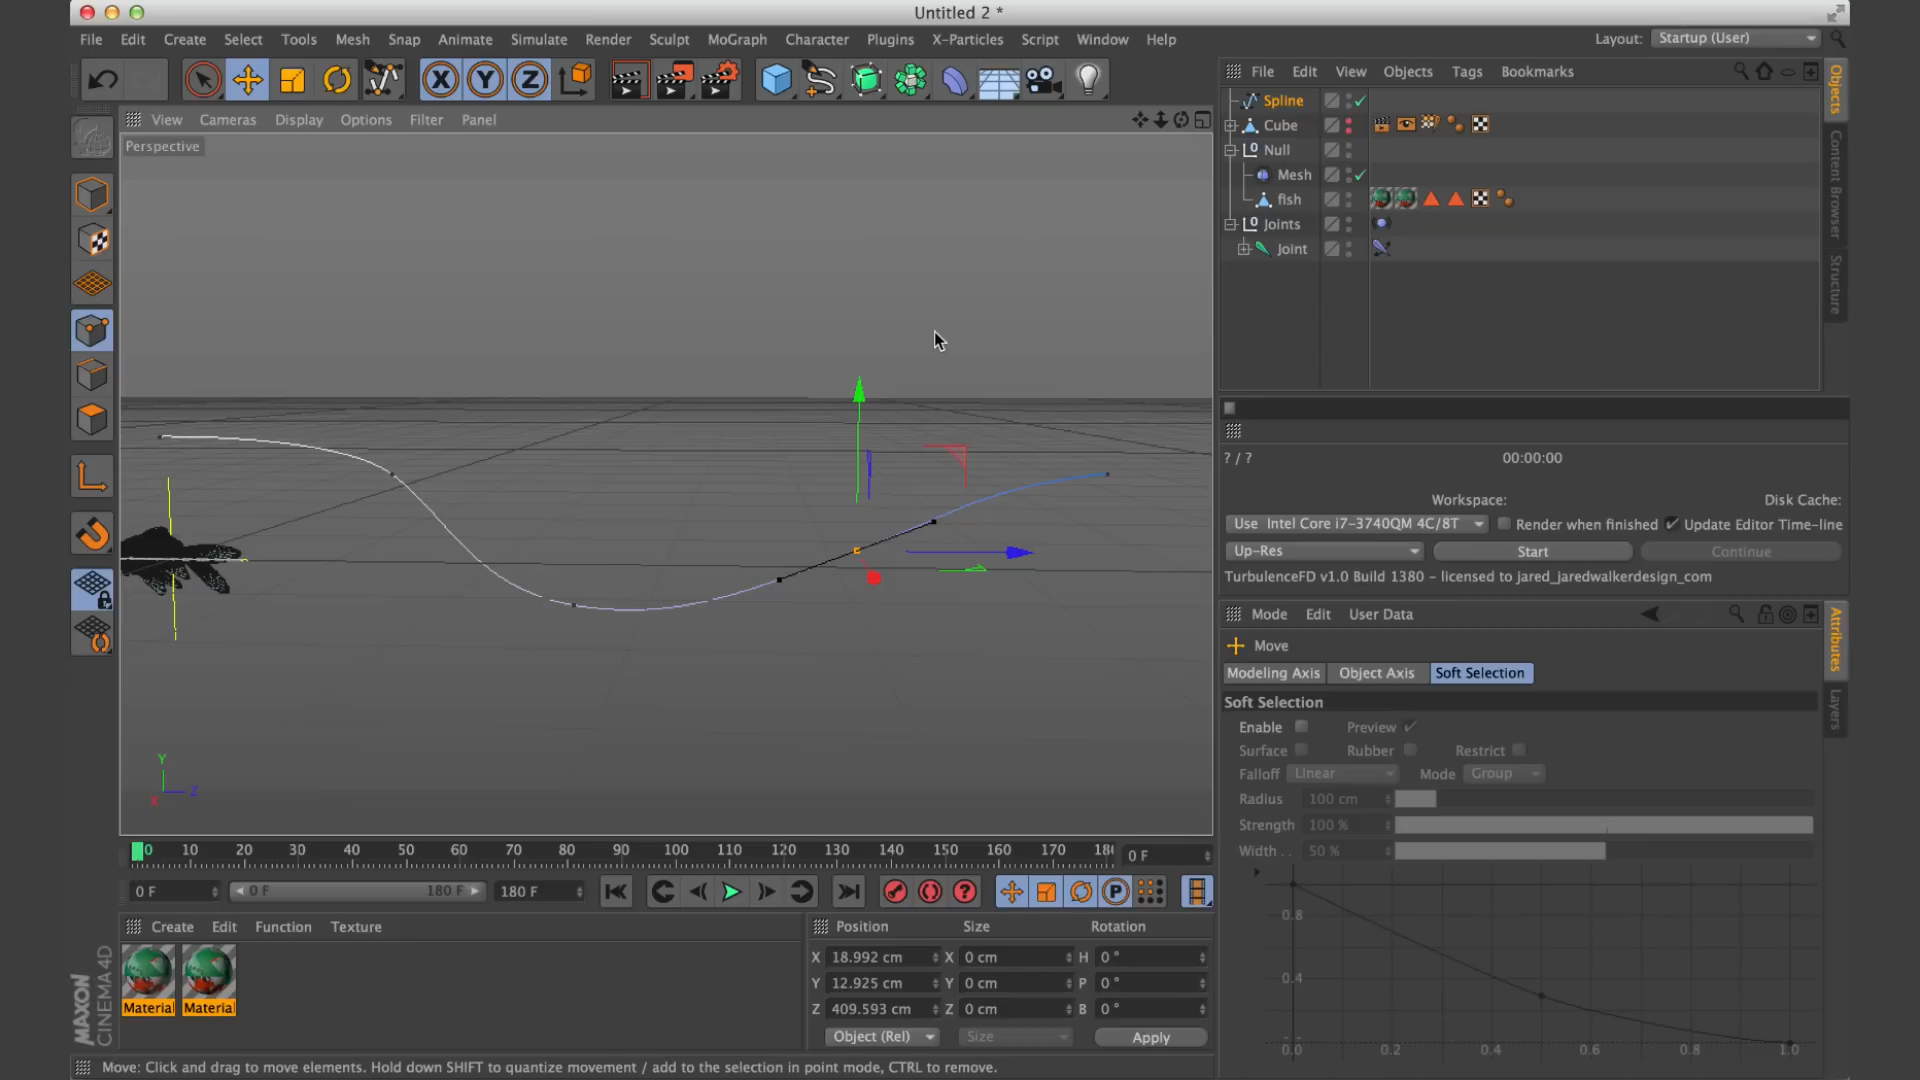 Untitled 2 *
File Edit Create Select Tools Mesh Snap Animate Simulate Render Sculpt MoGraph Character Plugins X-Particles Script Window Help
Layout: Startup (User)
File Edit View Objects Tags Bookmarks
Spline
Cube
Null
Mesh
fish
Joints
Joint
Objects
Content Browser
Structure
View Cameras Display Options Filter Panel
Perspective
Y
X Z
? / ? 00:00:00
Workspace: Disk Cache:
Use Intel Core i7-3740QM 4C/8T Render when finished Update Editor Time-line
Up-Res Start Continue
TurbulenceFD v1.0 Build 1380 – licensed to Jared_jaredwalkerdesign_com
Mode Edit User Data
Move
Modeling Axis Object Axis Soft Selection
Soft Selection
Enable Preview
Surface Rubber Restrict
Falloff Linear Mode Group
Radius 100 cm
Strength 100 %
Width . . 50 %
0.8
0.4
0.0 0.2 0.4 0.6 0.8 1.0
Attributes
Layers
0 10 20 30 40 50 60 70 80 90 100 110 120 130 140 150 160 170 18
0 F
0 F 0 F 180 F 180 F
Create Edit Function Texture
Material Material
MAXON
CINEMA 4D
Position Size Rotation
X 18.992 cm X 0 cm H 0 °
Y 12.925 cm Y 0 cm P 0 °
Z 409.593 cm Z 0 cm B 0 °
Object (Rel) Size Apply
Move: Click and drag to move elements. Hold down SHIFT to quantize movement / add to the selection in point mode, CTRL to remove.